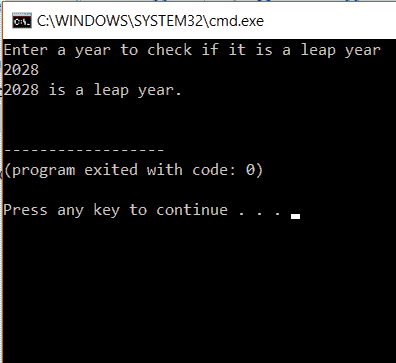 C:\WINDOWS\SYSTEM32\cmd.exe
Enter a year to check if it is a leap year
2028
2028 is a leap year.
------------------
(program exited with code: 0)
Press any key to continue . . .